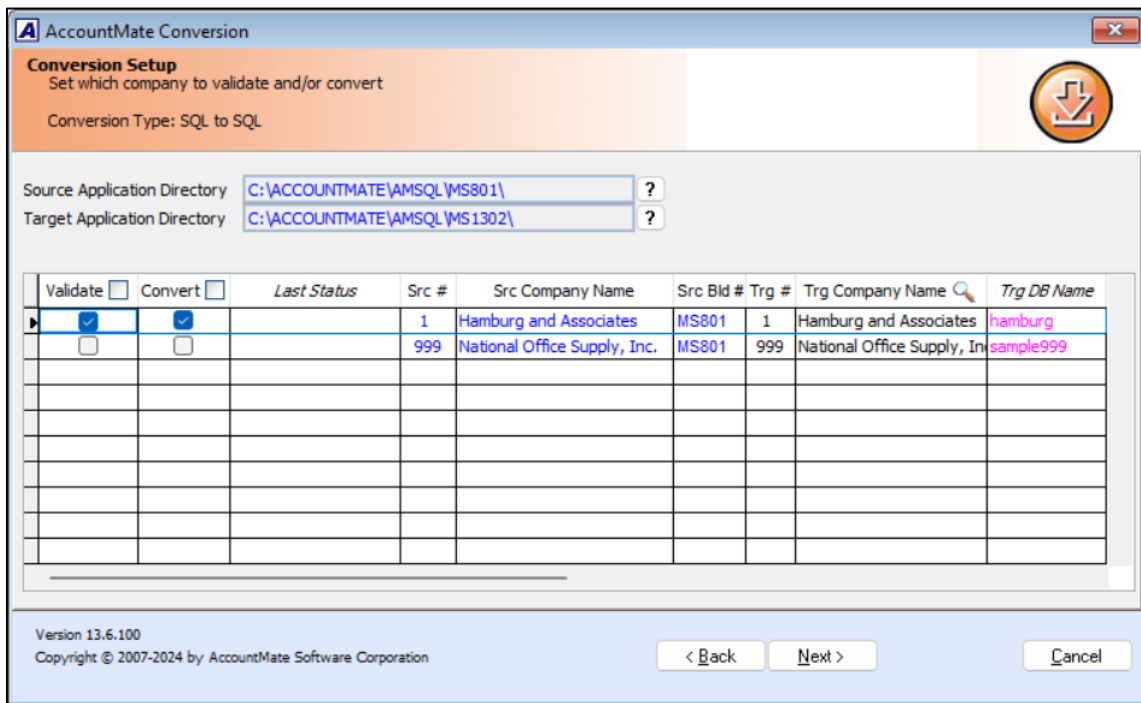 AccountMate Conversion
Conversion Setup
Set which company to validate and/or convert
Conversion Type: SQL to SQL
Source Application Directory C:\ACCOUNTMATE\AMSQL\MS801\ ?
Target Application Directory C:\ACCOUNTMATE\AMSQL\MS1302\ ?
Validate Convert Last Status Src # Src Company Name Src Bld # Trg # Trg Company Name Trg DB Name
1 Hamburg and Associates MS801 1 Hamburg and Associates hamburg
999 National Office Supply, Inc. MS801 999 National Office Supply, In sample999
Version 13.6.100
Copyright © 2007-2024 by AccountMate Software Corporation
< Back Next > Cancel